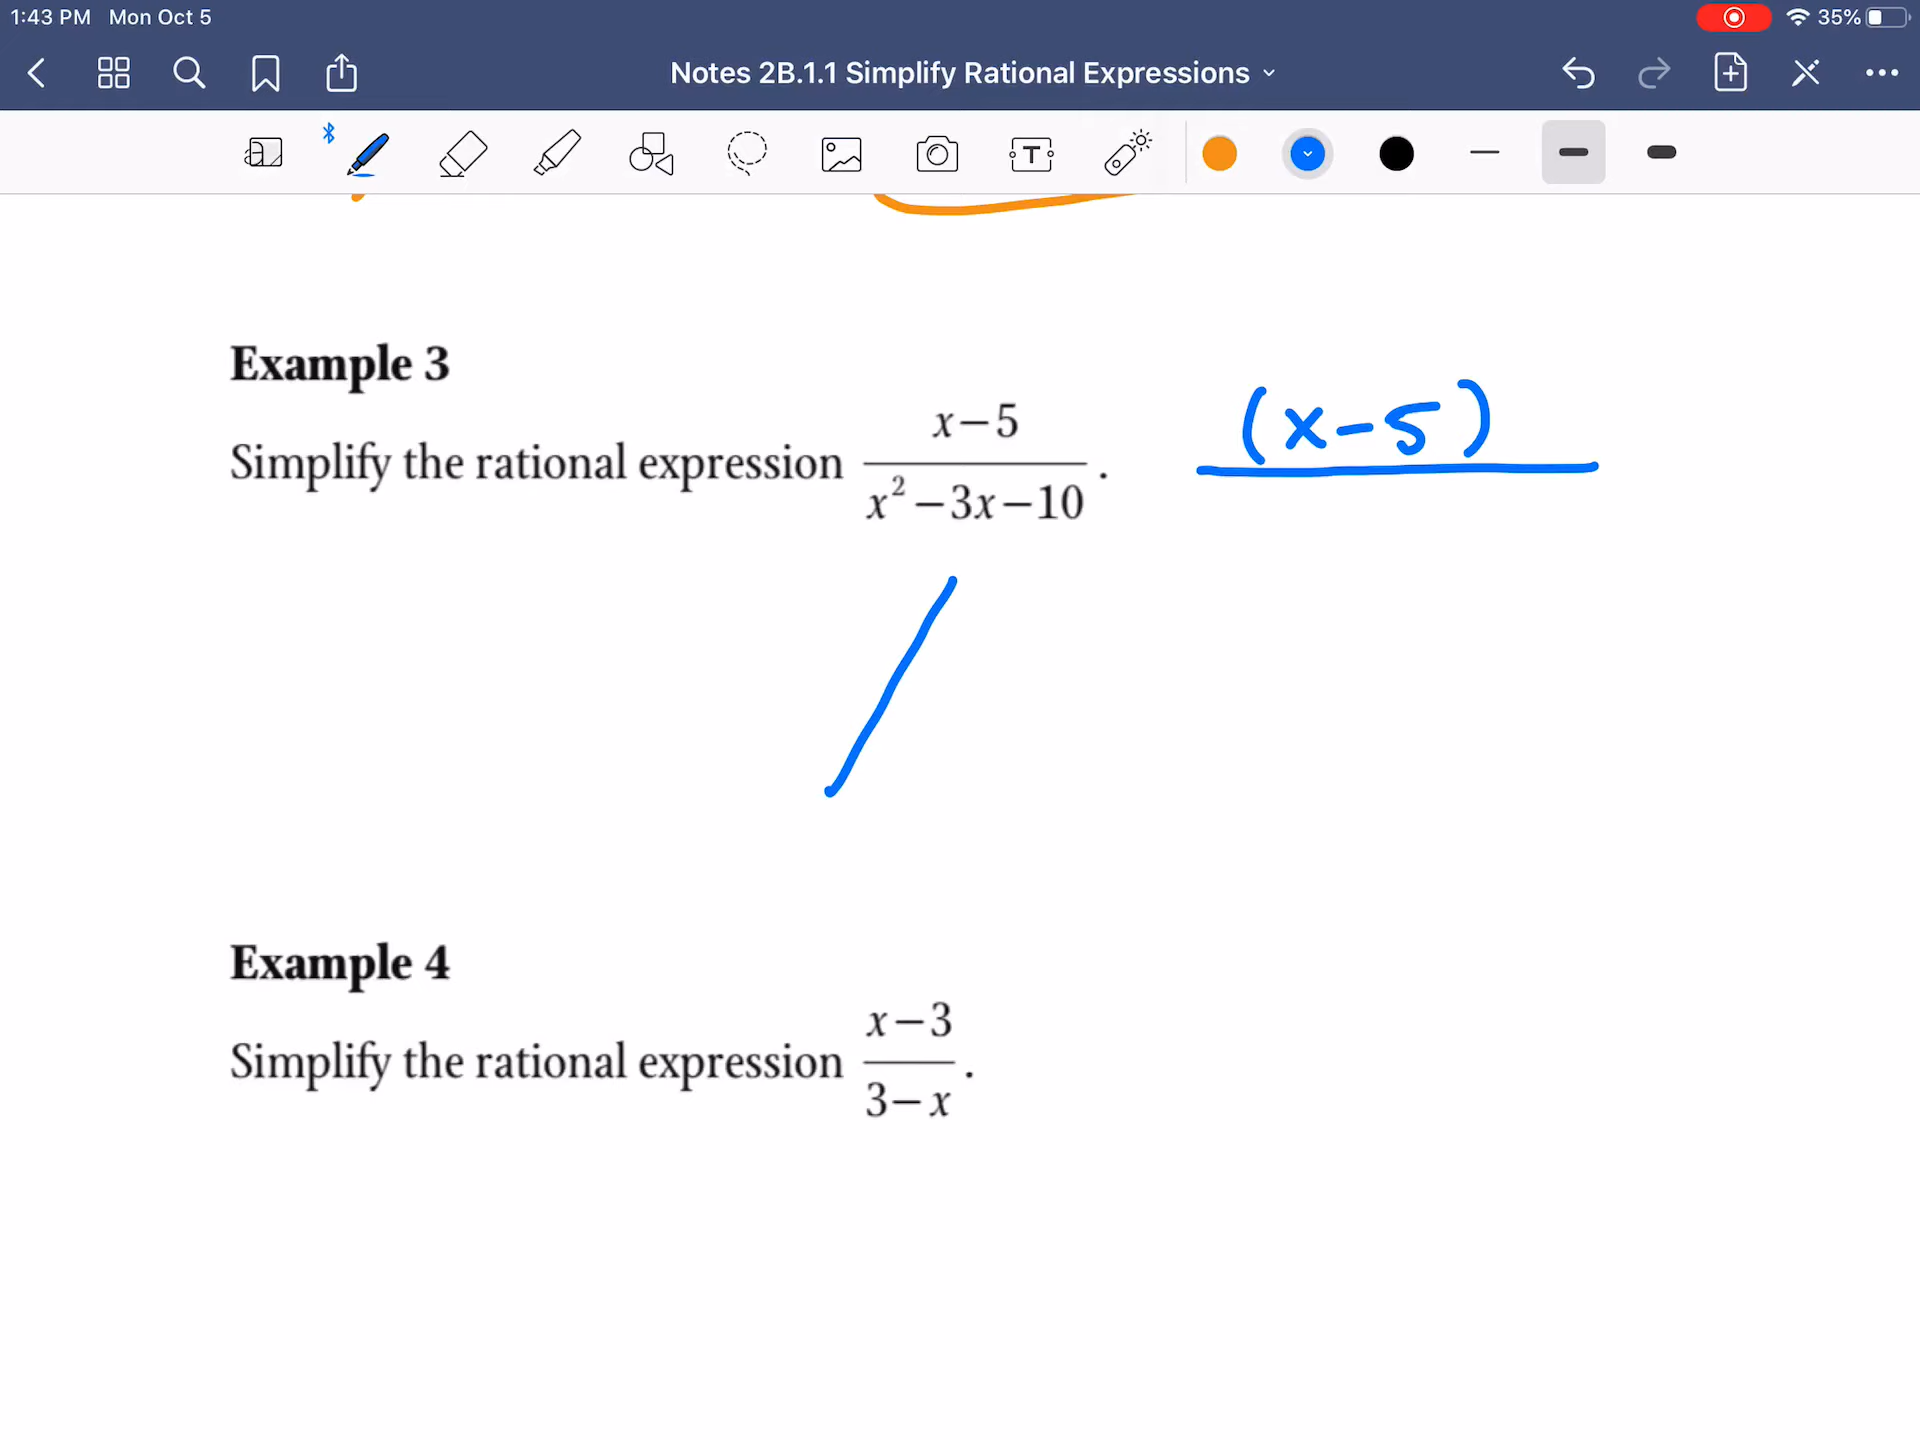 1:43 PM Mon Oct 5
35%
Notes 2B.1.1 Simplify Rational Expressions
a
T
Example 3
Simplify the rational expression (x−5)/(x²−3x−10).
(x-5)
Example 4
Simplify the rational expression (x−3)/(3−x).